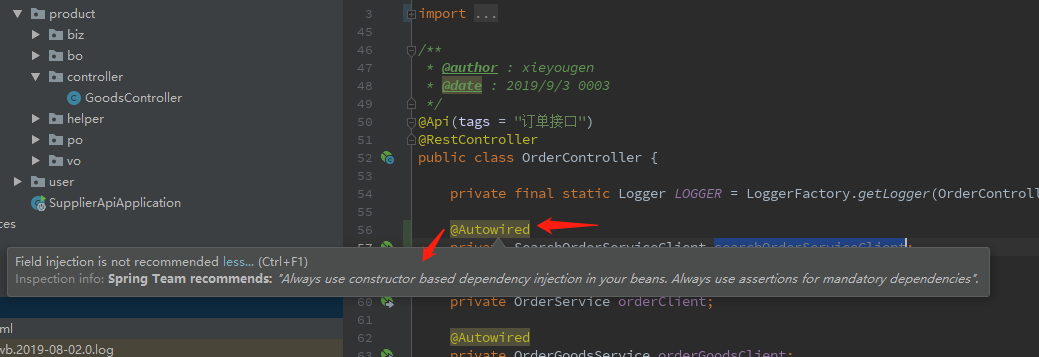 product
biz
bo
controller
GoodsController
helper
po
vo
user
SupplierApiApplication
ces
3 import ...
45
46 /**
47 * @author : xieyougen
48 * @date : 2019/9/3 0003
49 */
50 @Api(tags = "订单接口")
51 @RestController
52 public class OrderController {
53
54 private final static Logger LOGGER = LoggerFactory.getLogger(OrderControl
55
56 @Autowired
57 private SearchOrderServiceClient searchOrderServiceClient;
Field injection is not recommended less... (Ctrl+F1)
Inspection info: Spring Team recommends: "Always use constructor based dependency injection in your beans. Always use assertions for mandatory dependencies".
60 private OrderService orderClient;
61
62 @Autowired
63 private OrderGoodsService orderGoodsClient;
ml
wb.2019-08-02.0.log